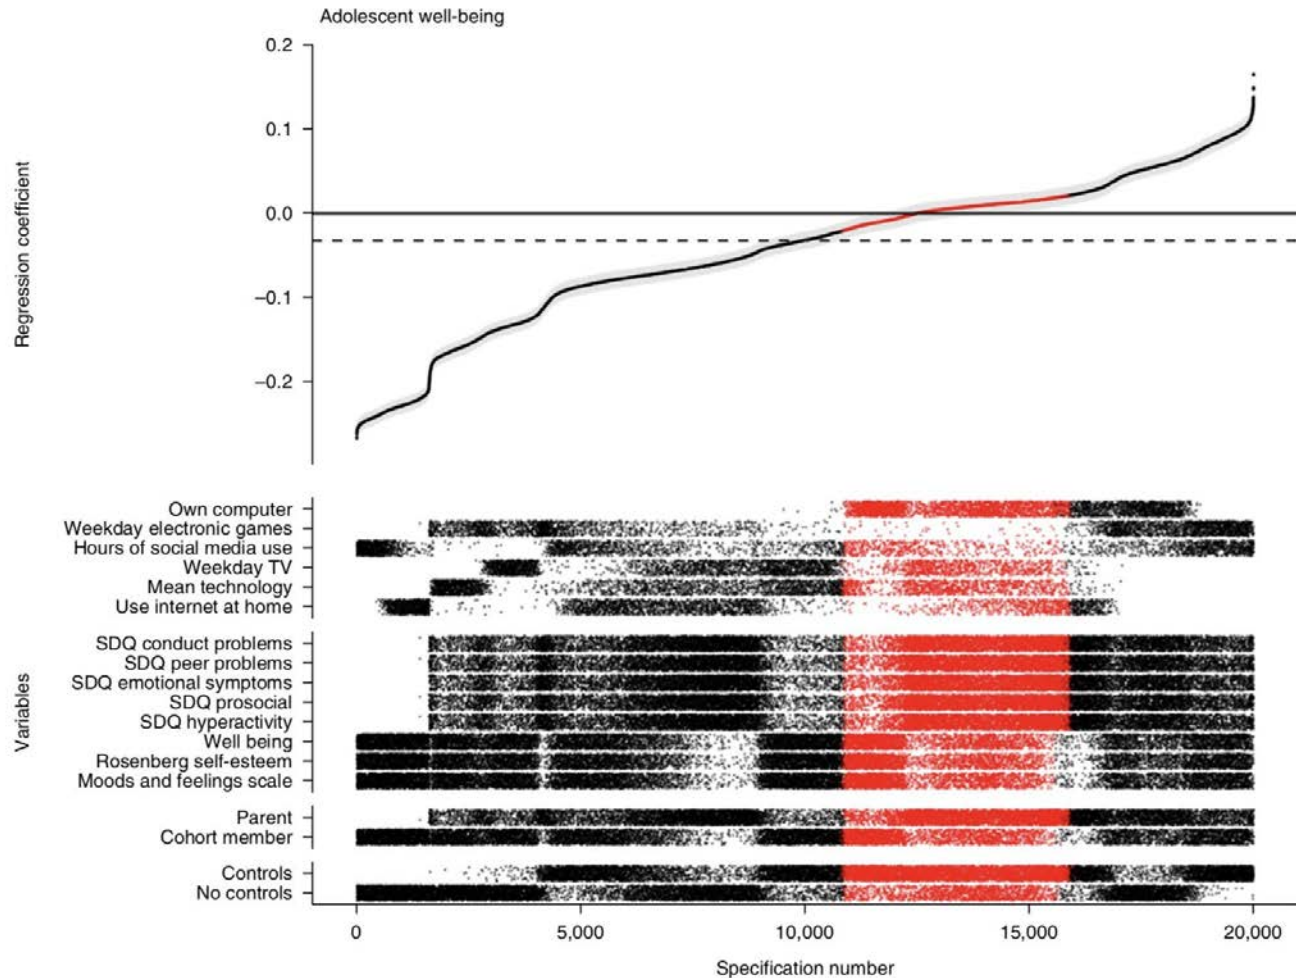 Adolescent well-being
0.2
0.1
0.0
−0.1
−0.2
Regression coefficient
Own computer
Weekday electronic games
Hours of social media use
Weekday TV
Mean technology
Use internet at home
SDQ conduct problems
SDQ peer problems
SDQ emotional symptoms
SDQ prosocial
SDQ hyperactivity
Well being
Rosenberg self-esteem
Moods and feelings scale
Parent
Cohort member
Controls
No controls
Variables
0 5,000 10,000 15,000 20,000
Specification number